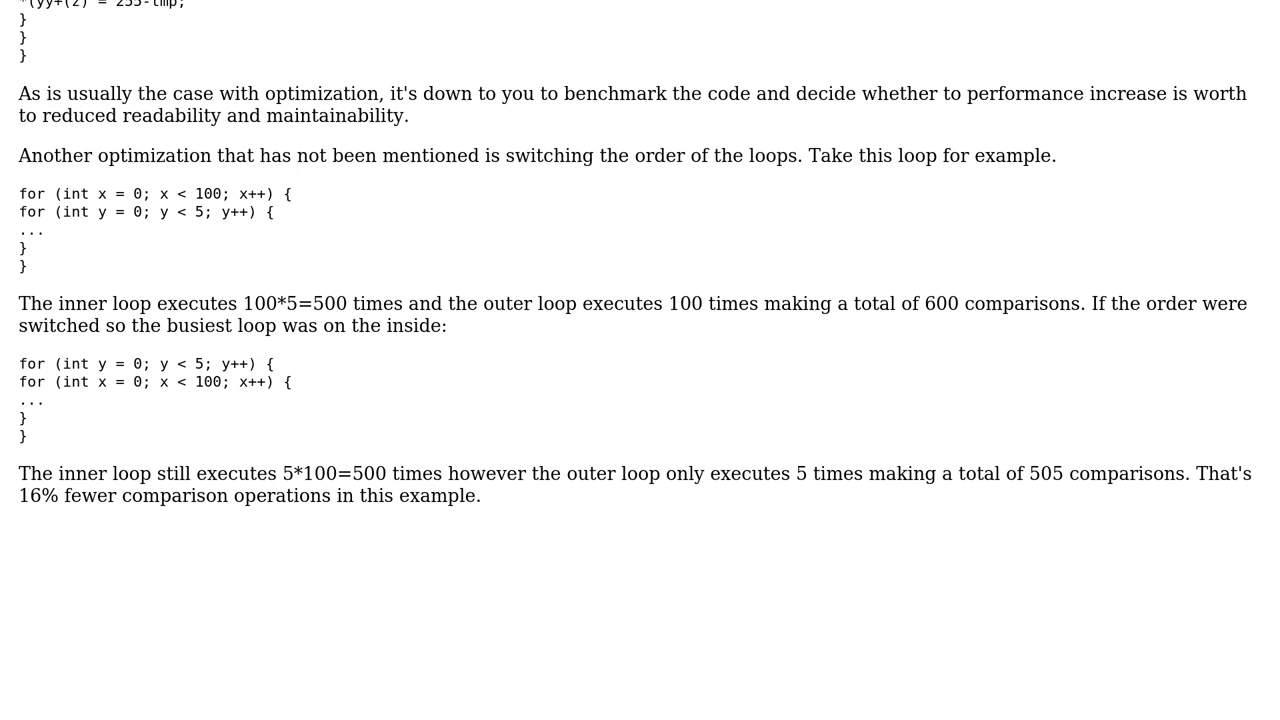 *(yy+(z) = 255-tmp;
}
}
}
As is usually the case with optimization, it's down to you to benchmark the code and decide whether to performance increase is worth
to reduced readability and maintainability.
Another optimization that has not been mentioned is switching the order of the loops. Take this loop for example.
for (int x = 0; x < 100; x++) {
for (int y = 0; y < 5; y++) {
...
}
}
The inner loop executes 100*5=500 times and the outer loop executes 100 times making a total of 600 comparisons. If the order were
switched so the busiest loop was on the inside:
for (int y = 0; y < 5; y++) {
for (int x = 0; x < 100; x++) {
...
}
}
The inner loop still executes 5*100=500 times however the outer loop only executes 5 times making a total of 505 comparisons. That's
16% fewer comparison operations in this example.